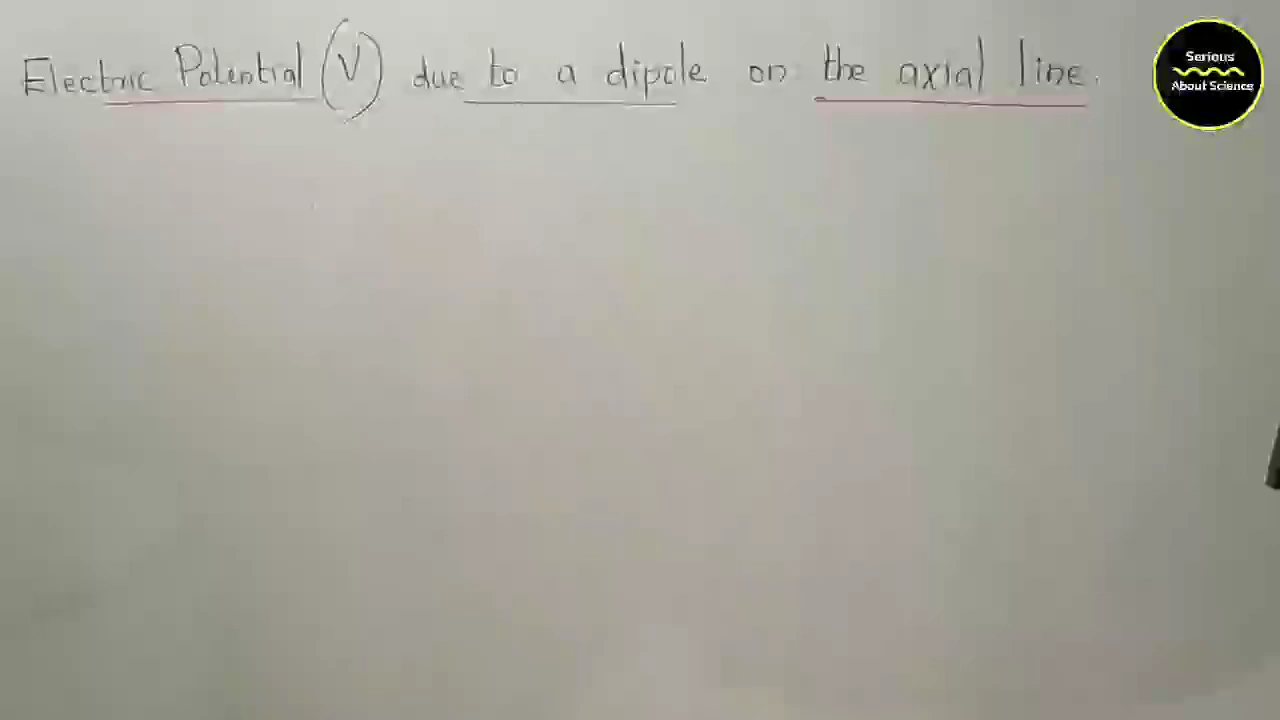 Electric Potential (V) due to a dipole on the axial line.
Serious
About Science